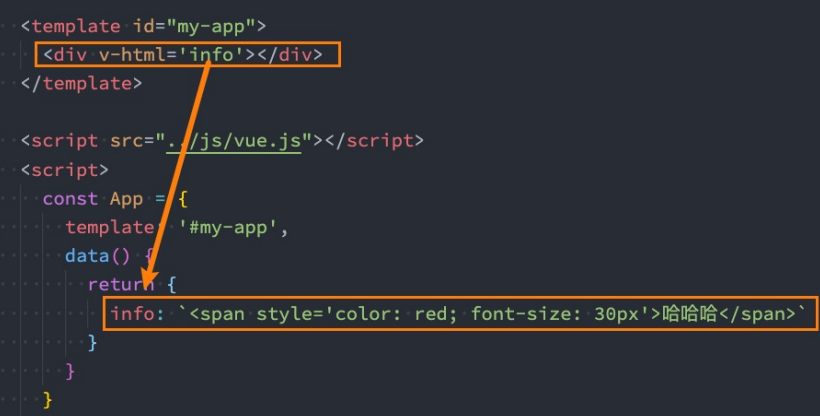 <template id="my-app">
<div v-html='info'></div>
</template>
<script src="../js/vue.js"></script>
<script>
const App = {
template: '#my-app',
data() {
return {
info: `<span style='color: red; font-size: 30px'>哈哈哈</span>`
}
}
}